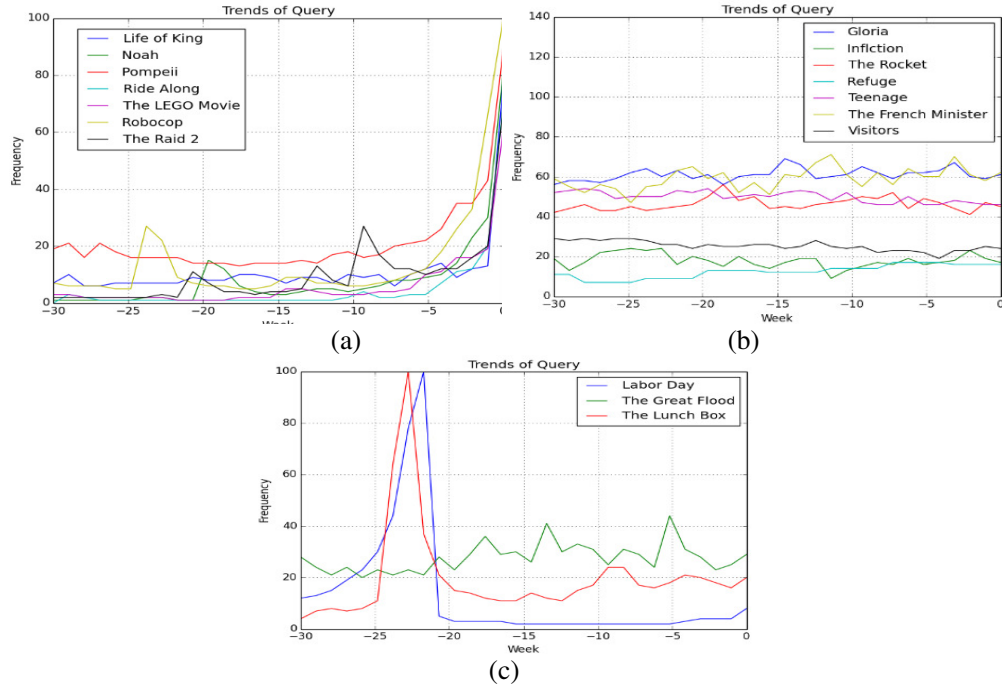 Trends of Query
100
80
60
40
20
0
Frequency
Life of King
Noah
Pompeii
Ride Along
The LEGO Movie
Robocop
The Raid 2
−30 −25 −20 −15 −10 −5 0
Week
(a)
Trends of Query
140
120
100
80
60
40
20
0
Frequency
Gloria
Inflction
The Rocket
Refuge
Teenage
The French Minister
Visitors
−30 −25 −20 −15 −10 −5 0
Week
(b)
Trends of Query
100
80
60
40
20
0
Frequency
Labor Day
The Great Flood
The Lunch Box
−30 −25 −20 −15 −10 −5 0
Week
(c)